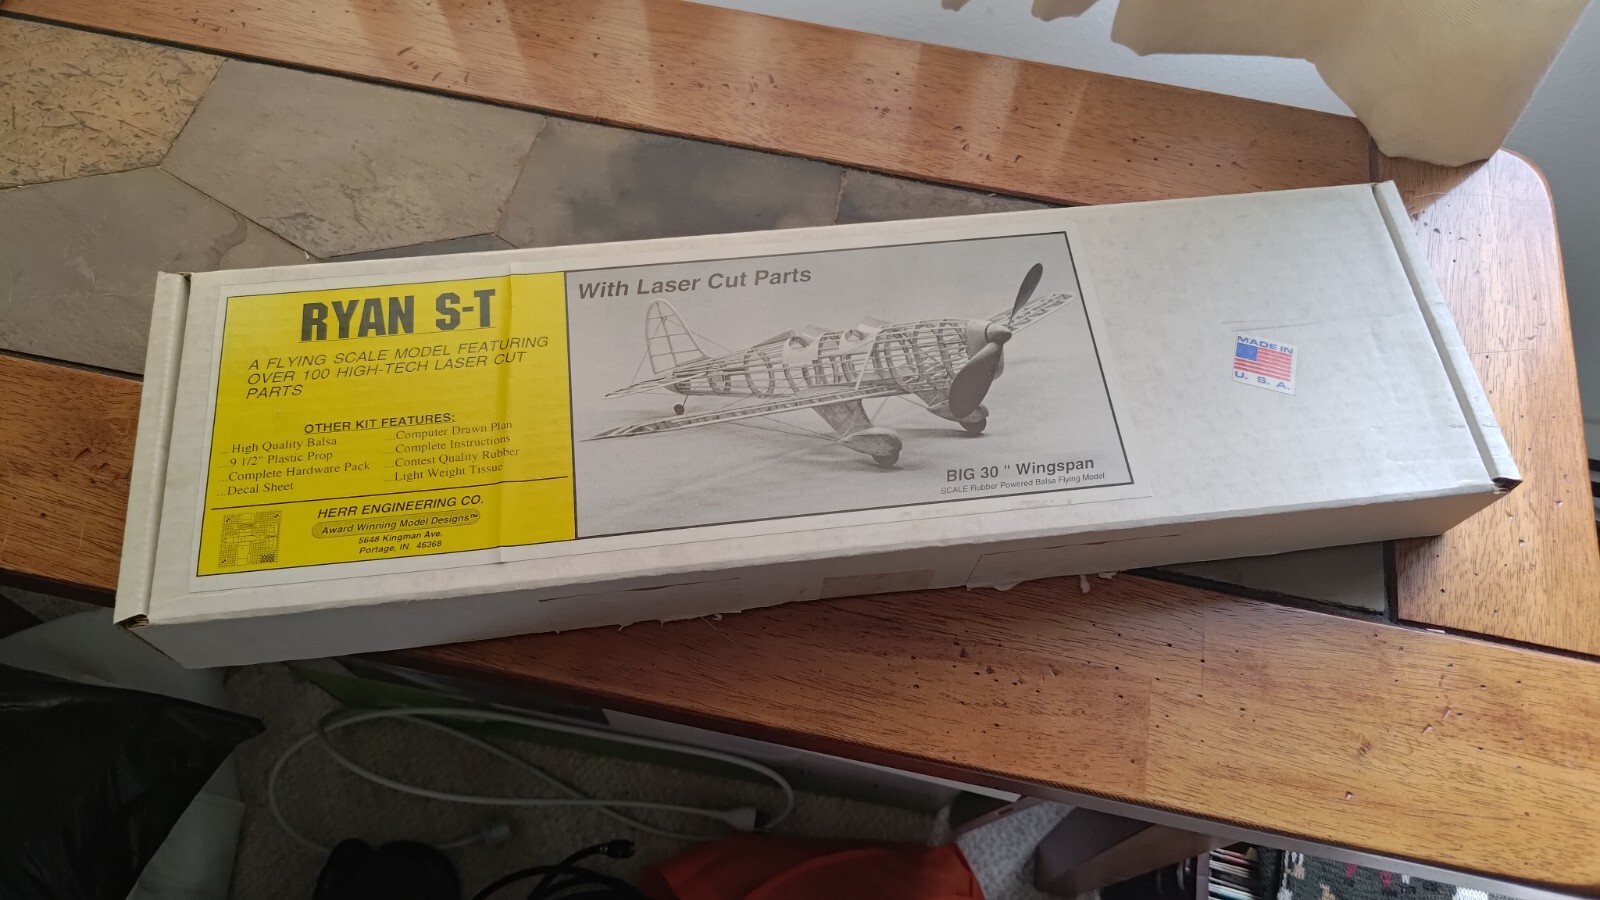 RYAN S-T
A FLYING SCALE MODEL FEATURING
OVER 100 HIGH-TECH LASER CUT
PARTS
OTHER KIT FEATURES:
...High Quality Balsa
...9 1/2" Plastic Prop
...Complete Hardware Pack
...Decal Sheet
...Computer Drawn Plan
...Complete Instructions
...Contest Quality Rubber
...Light Weight Tissue
HERR ENGINEERING CO.
Award Winning Model Designs™
5648 Kingman Ave.
Portage, IN. 46368
With Laser Cut Parts
BIG 30 " Wingspan
SCALE Rubber Powered Balsa Flying Model
MADE IN
U. S. A.